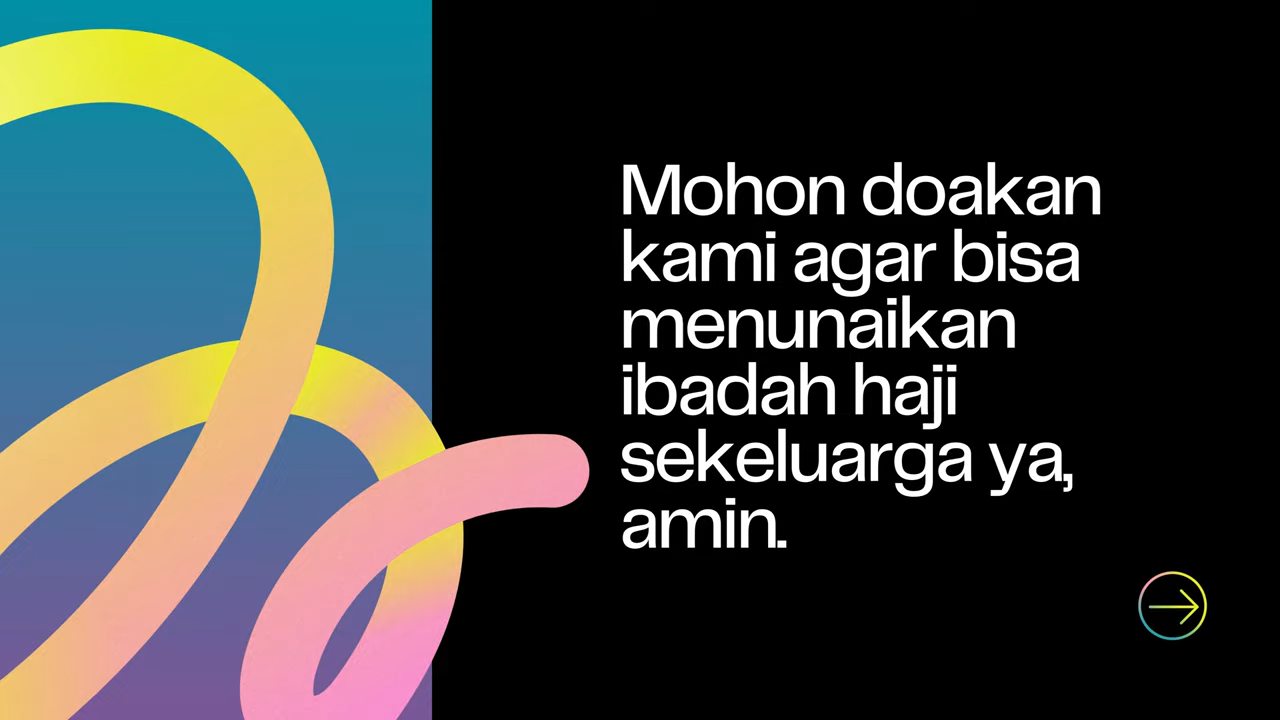 Mohon doakan
kami agar bisa
menunaikan
ibadah haji
sekeluarga ya,
amin.